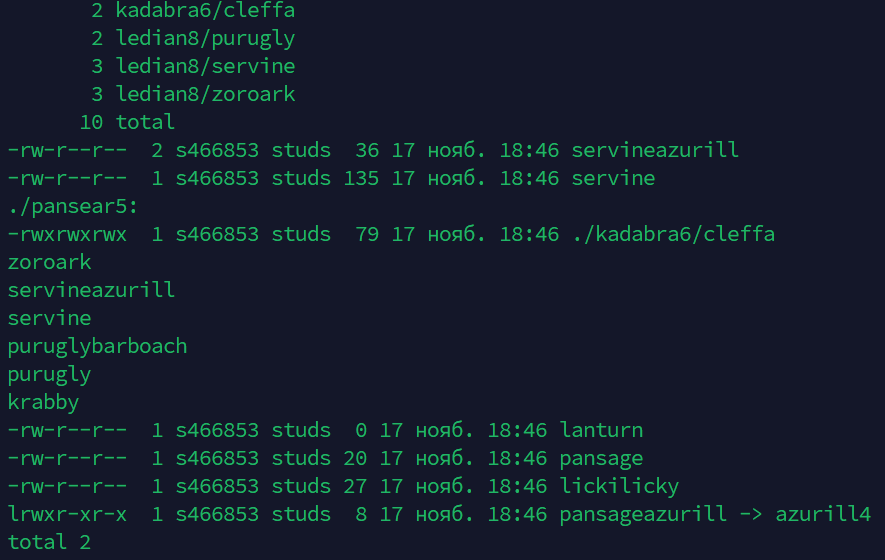 2 kadabra6/cleffa
2 ledian8/purugly
3 ledian8/servine
3 ledian8/zoroark
10 total
-rw-r--r--  2 s466853 studs  36 17 нояб. 18:46 servineazurill
-rw-r--r--  1 s466853 studs 135 17 нояб. 18:46 servine
./pansear5:
-rwxrwxrwx  1 s466853 studs  79 17 нояб. 18:46 ./kadabra6/cleffa
zoroark
servineazurill
servine
puruglybarboach
purugly
krabby
-rw-r--r--  1 s466853 studs  0 17 нояб. 18:46 lanturn
-rw-r--r--  1 s466853 studs 20 17 нояб. 18:46 pansage
-rw-r--r--  1 s466853 studs 27 17 нояб. 18:46 lickilicky
lrwxr-xr-x  1 s466853 studs  8 17 нояб. 18:46 pansageazurill -> azurill4
total 2